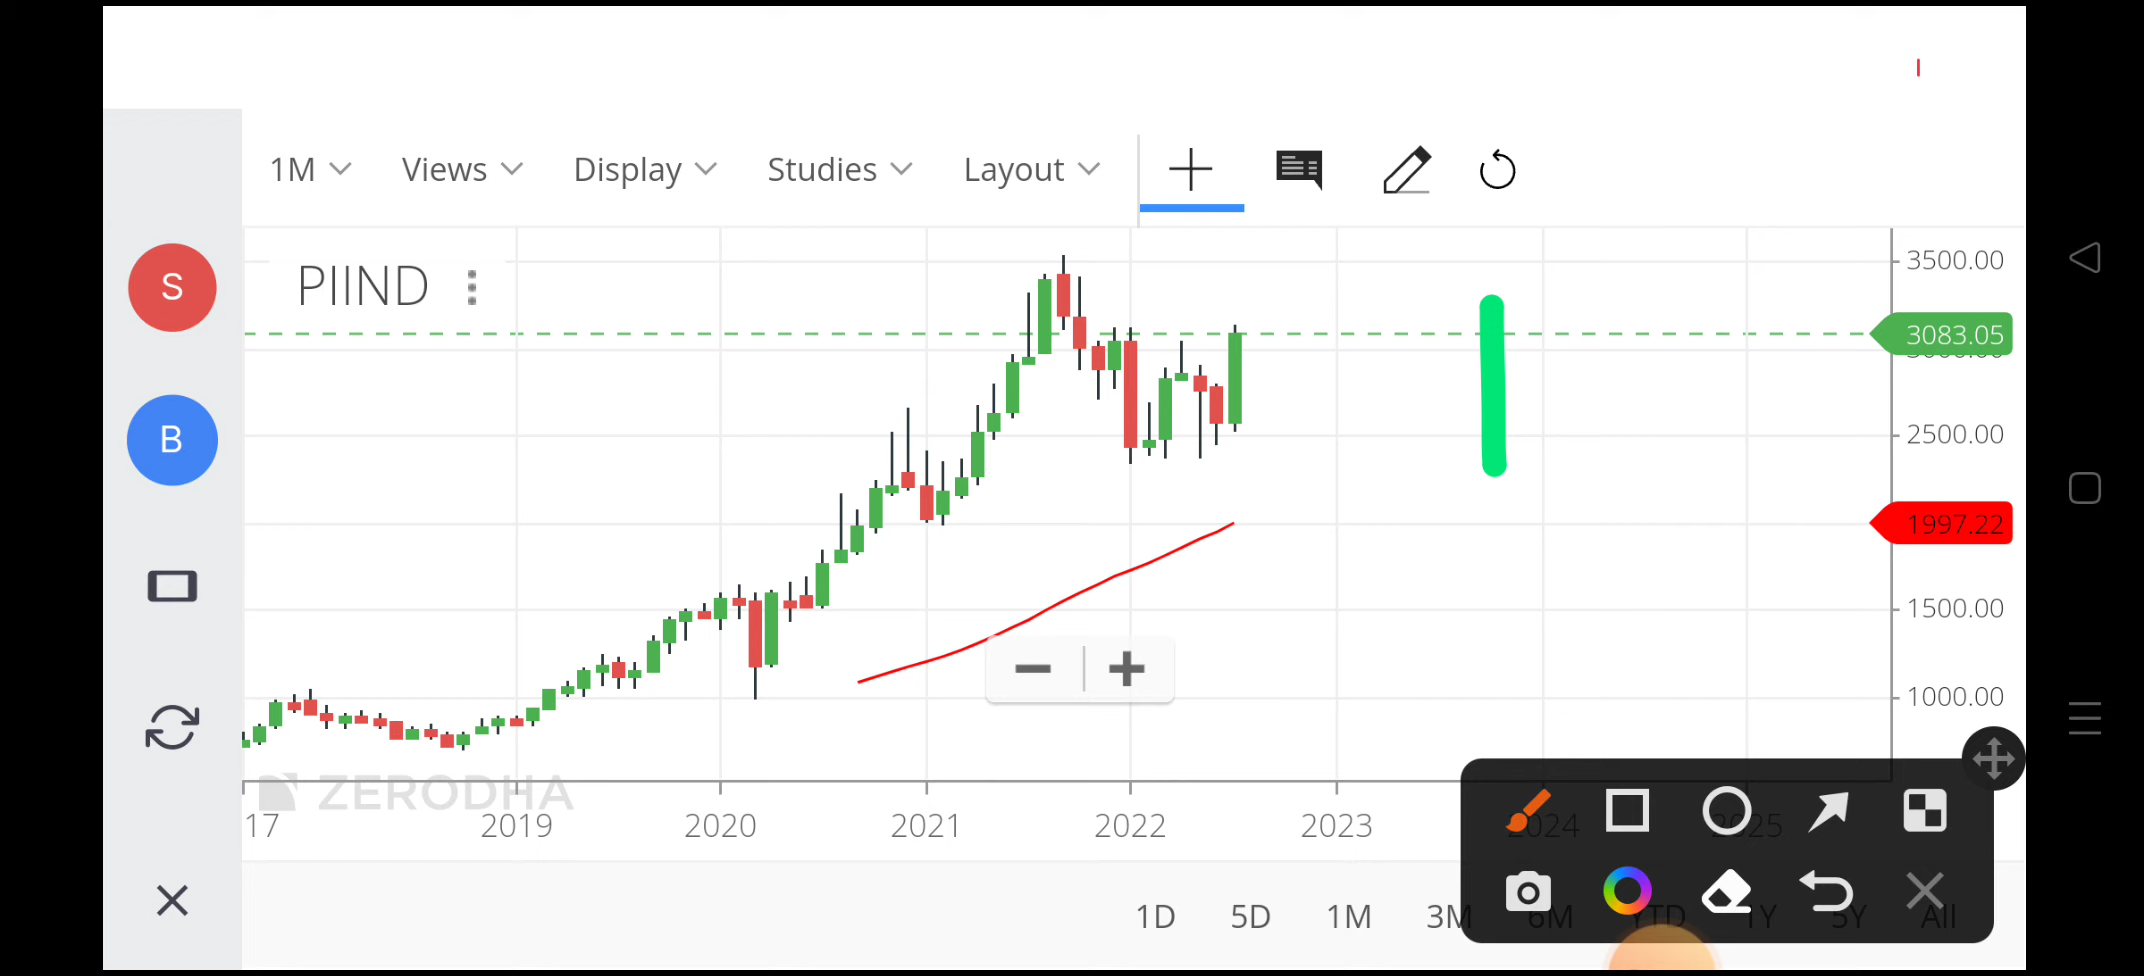 1M Views Display Studies Layout
PIIND
S
B
3500.00
3083.05
3000.00
2500.00
1997.22
1500.00
1000.00
ZERODHA
17 2019 2020 2021 2022 2023 2024 2025
1D 5D 1M 3M 6M YTD 1Y 5Y All